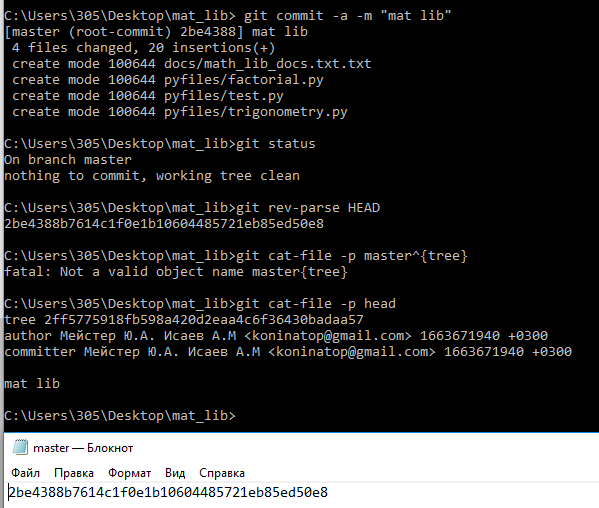 C:\Users\305\Desktop\mat_lib> git commit -a -m "mat lib"
[master (root-commit) 2be4388] mat lib
4 files changed, 20 insertions(+)
create mode 100644 docs/math_lib_docs.txt.txt
create mode 100644 pyfiles/factorial.py
create mode 100644 pyfiles/test.py
create mode 100644 pyfiles/trigonometry.py
C:\Users\305\Desktop\mat_lib>git status
On branch master
nothing to commit, working tree clean
C:\Users\305\Desktop\mat_lib>git rev-parse HEAD
2be4388b7614c1f0e1b10604485721eb85ed50e8
C:\Users\305\Desktop\mat_lib>git cat-file -p master^{tree}
fatal: Not a valid object name master{tree}
C:\Users\305\Desktop\mat_lib>git cat-file -p head
tree 2ff5775918fb598a420d2eaa4c6f36430badaa57
author Мейстер Ю.А. Исаев А.М <koninatop@gmail.com> 1663671940 +0300
committer Мейстер Ю.А. Исаев А.М <koninatop@gmail.com> 1663671940 +0300
mat lib
C:\Users\305\Desktop\mat_lib>
master — Блокнот
Файл Правка Формат Вид Справка
2be4388b7614c1f0e1b10604485721eb85ed50e8